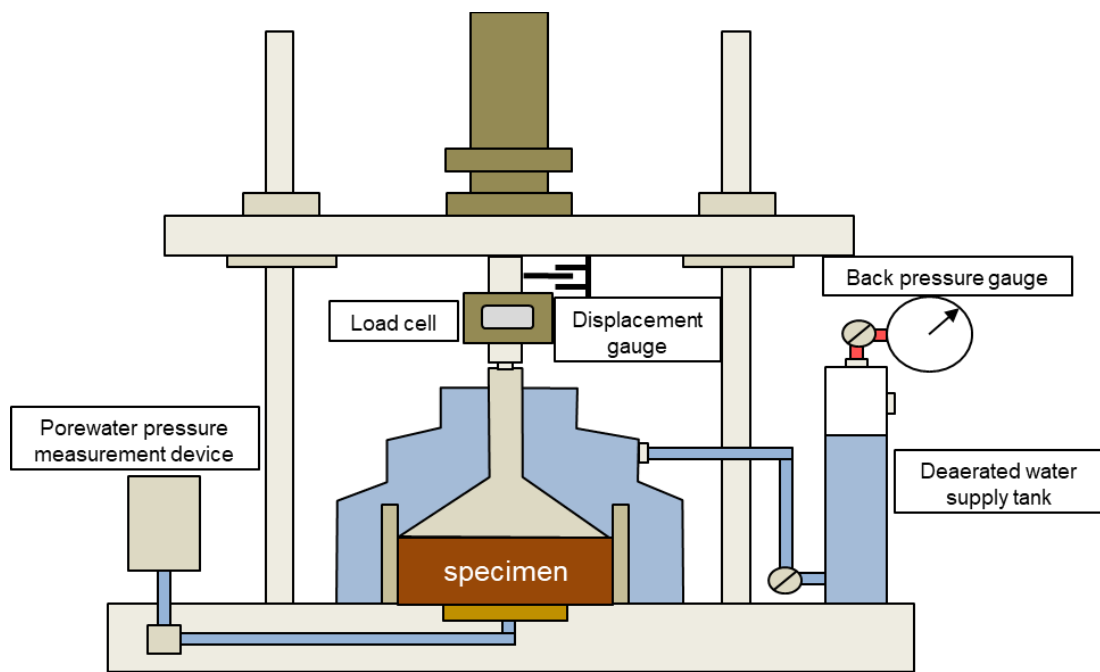 Back pressure gauge
Load cell
Displacement
gauge
Porewater pressure
measurement device
Deaerated water
supply tank
specimen